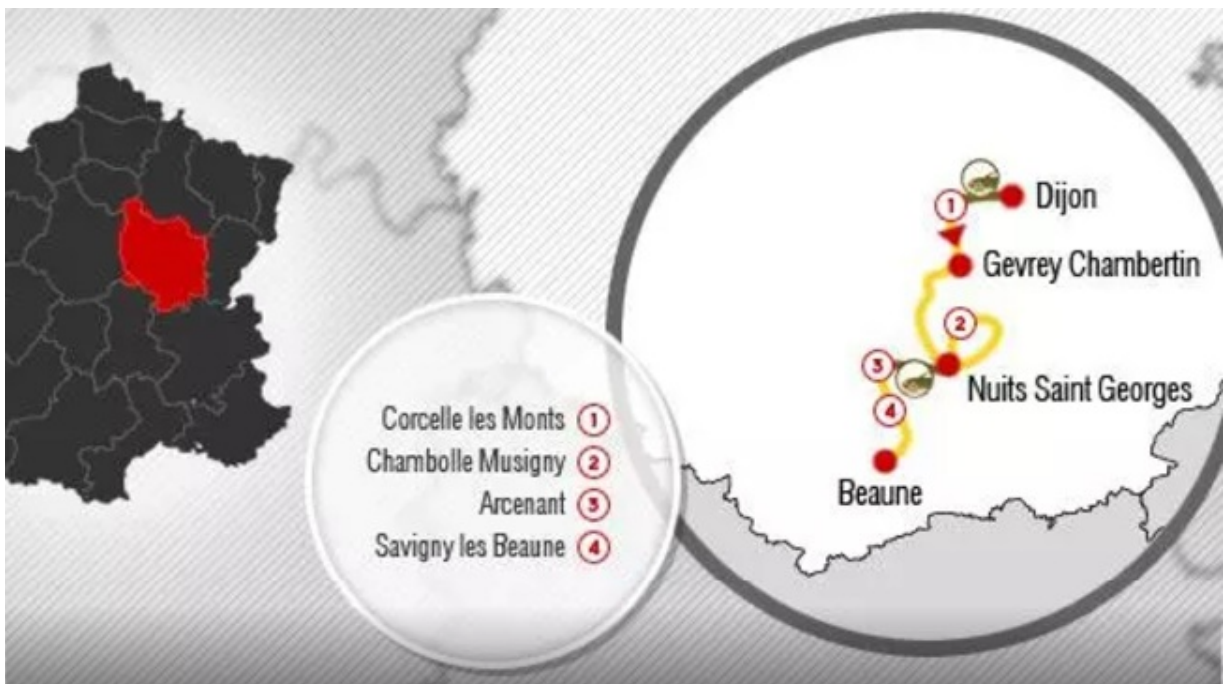 Corcelle les Monts 1
Chambolle Musigny 2
Arcenant 3
Savigny les Beaune 4
1 Dijon
Gevrey Chambertin
2
3 Nuits Saint Georges
4
Beaune